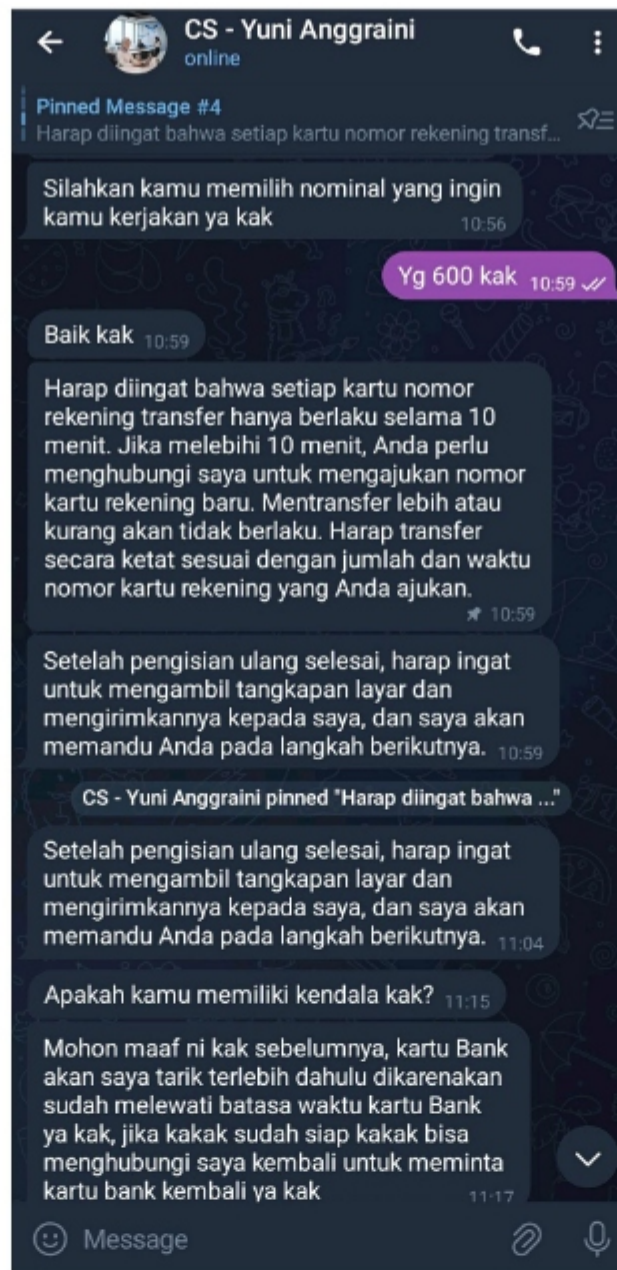 CS - Yuni Anggraini
online
Pinned Message #4
Harap diingat bahwa setiap kartu nomor rekening transf...
Silahkan kamu memilih nominal yang ingin
kamu kerjakan ya kak
10:56
Yg 600 kak 10:59
Baik kak 10:59
Harap diingat bahwa setiap kartu nomor
rekening transfer hanya berlaku selama 10
menit. Jika melebihi 10 menit, Anda perlu
menghubungi saya untuk mengajukan nomor
kartu rekening baru. Mentransfer lebih atau
kurang akan tidak berlaku. Harap transfer
secara ketat sesuai dengan jumlah dan waktu
nomor kartu rekening yang Anda ajukan.
10:59
Setelah pengisian ulang selesai, harap ingat
untuk mengambil tangkapan layar dan
mengirimkannya kepada saya, dan saya akan
memandu Anda pada langkah berikutnya. 10:59
CS - Yuni Anggraini pinned "Harap diingat bahwa ..."
Setelah pengisian ulang selesai, harap ingat
untuk mengambil tangkapan layar dan
mengirimkannya kepada saya, dan saya akan
memandu Anda pada langkah berikutnya. 11:04
Apakah kamu memiliki kendala kak? 11:15
Mohon maaf ni kak sebelumnya, kartu Bank
akan saya tarik terlebih dahulu dikarenakan
sudah melewati batasa waktu kartu Bank
ya kak, jika kakak sudah siap kakak bisa
menghubungi saya kembali untuk meminta
kartu bank kembali ya kak
11:17
Message